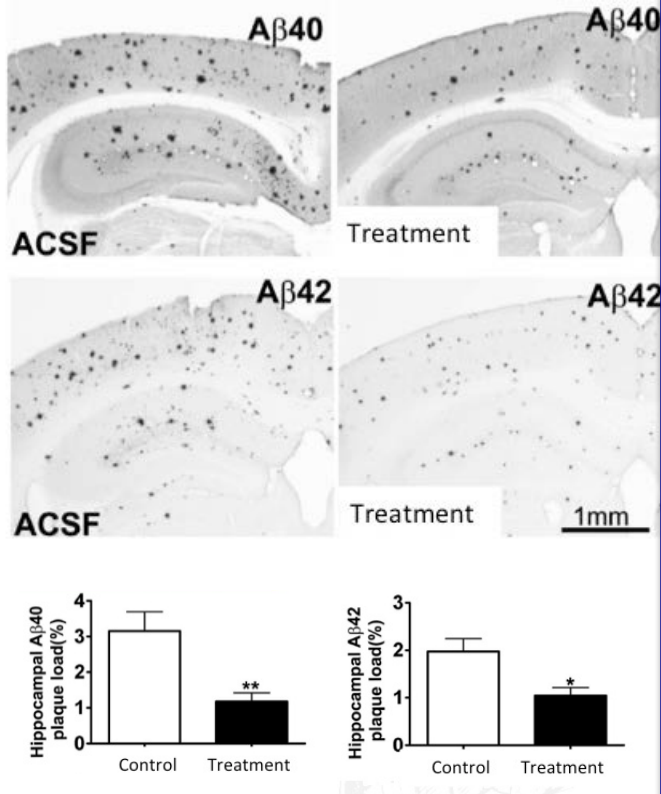 Aβ40
Aβ40
ACSF
Treatment
Aβ42
Aβ42
ACSF
Treatment
1mm
Hippocampal Aβ40
plaque load(%)
4
3
2
1
0
**
Control
Treatment
Hippocampal Aβ42
plaque load(%)
3
2
1
0
*
Control
Treatment